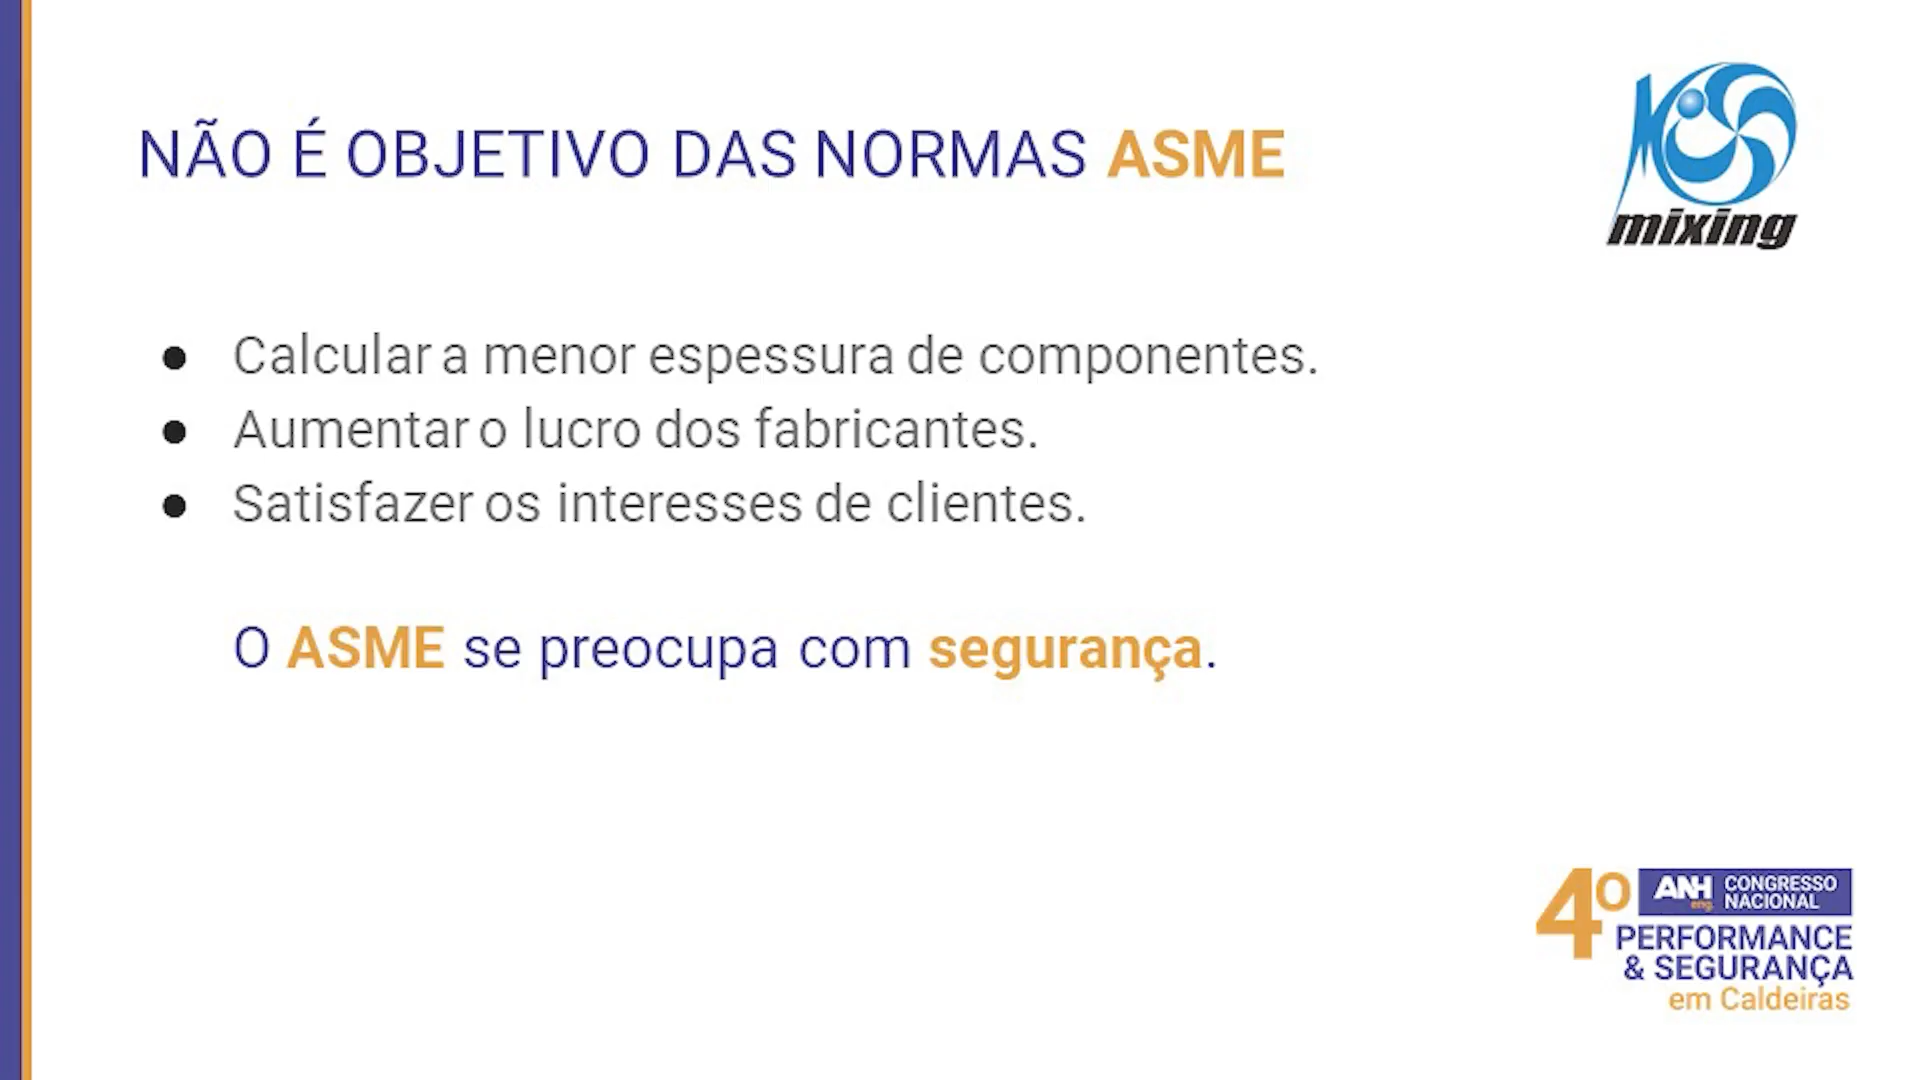 NÃO É OBJETIVO DAS NORMAS ASME
mixing
● Calcular a menor espessura de componentes.
● Aumentar o lucro dos fabricantes.
● Satisfazer os interesses de clientes.
O ASME se preocupa com segurança.
4º ANH eng. CONGRESSO
NACIONAL
PERFORMANCE
& SEGURANÇA
em Caldeiras